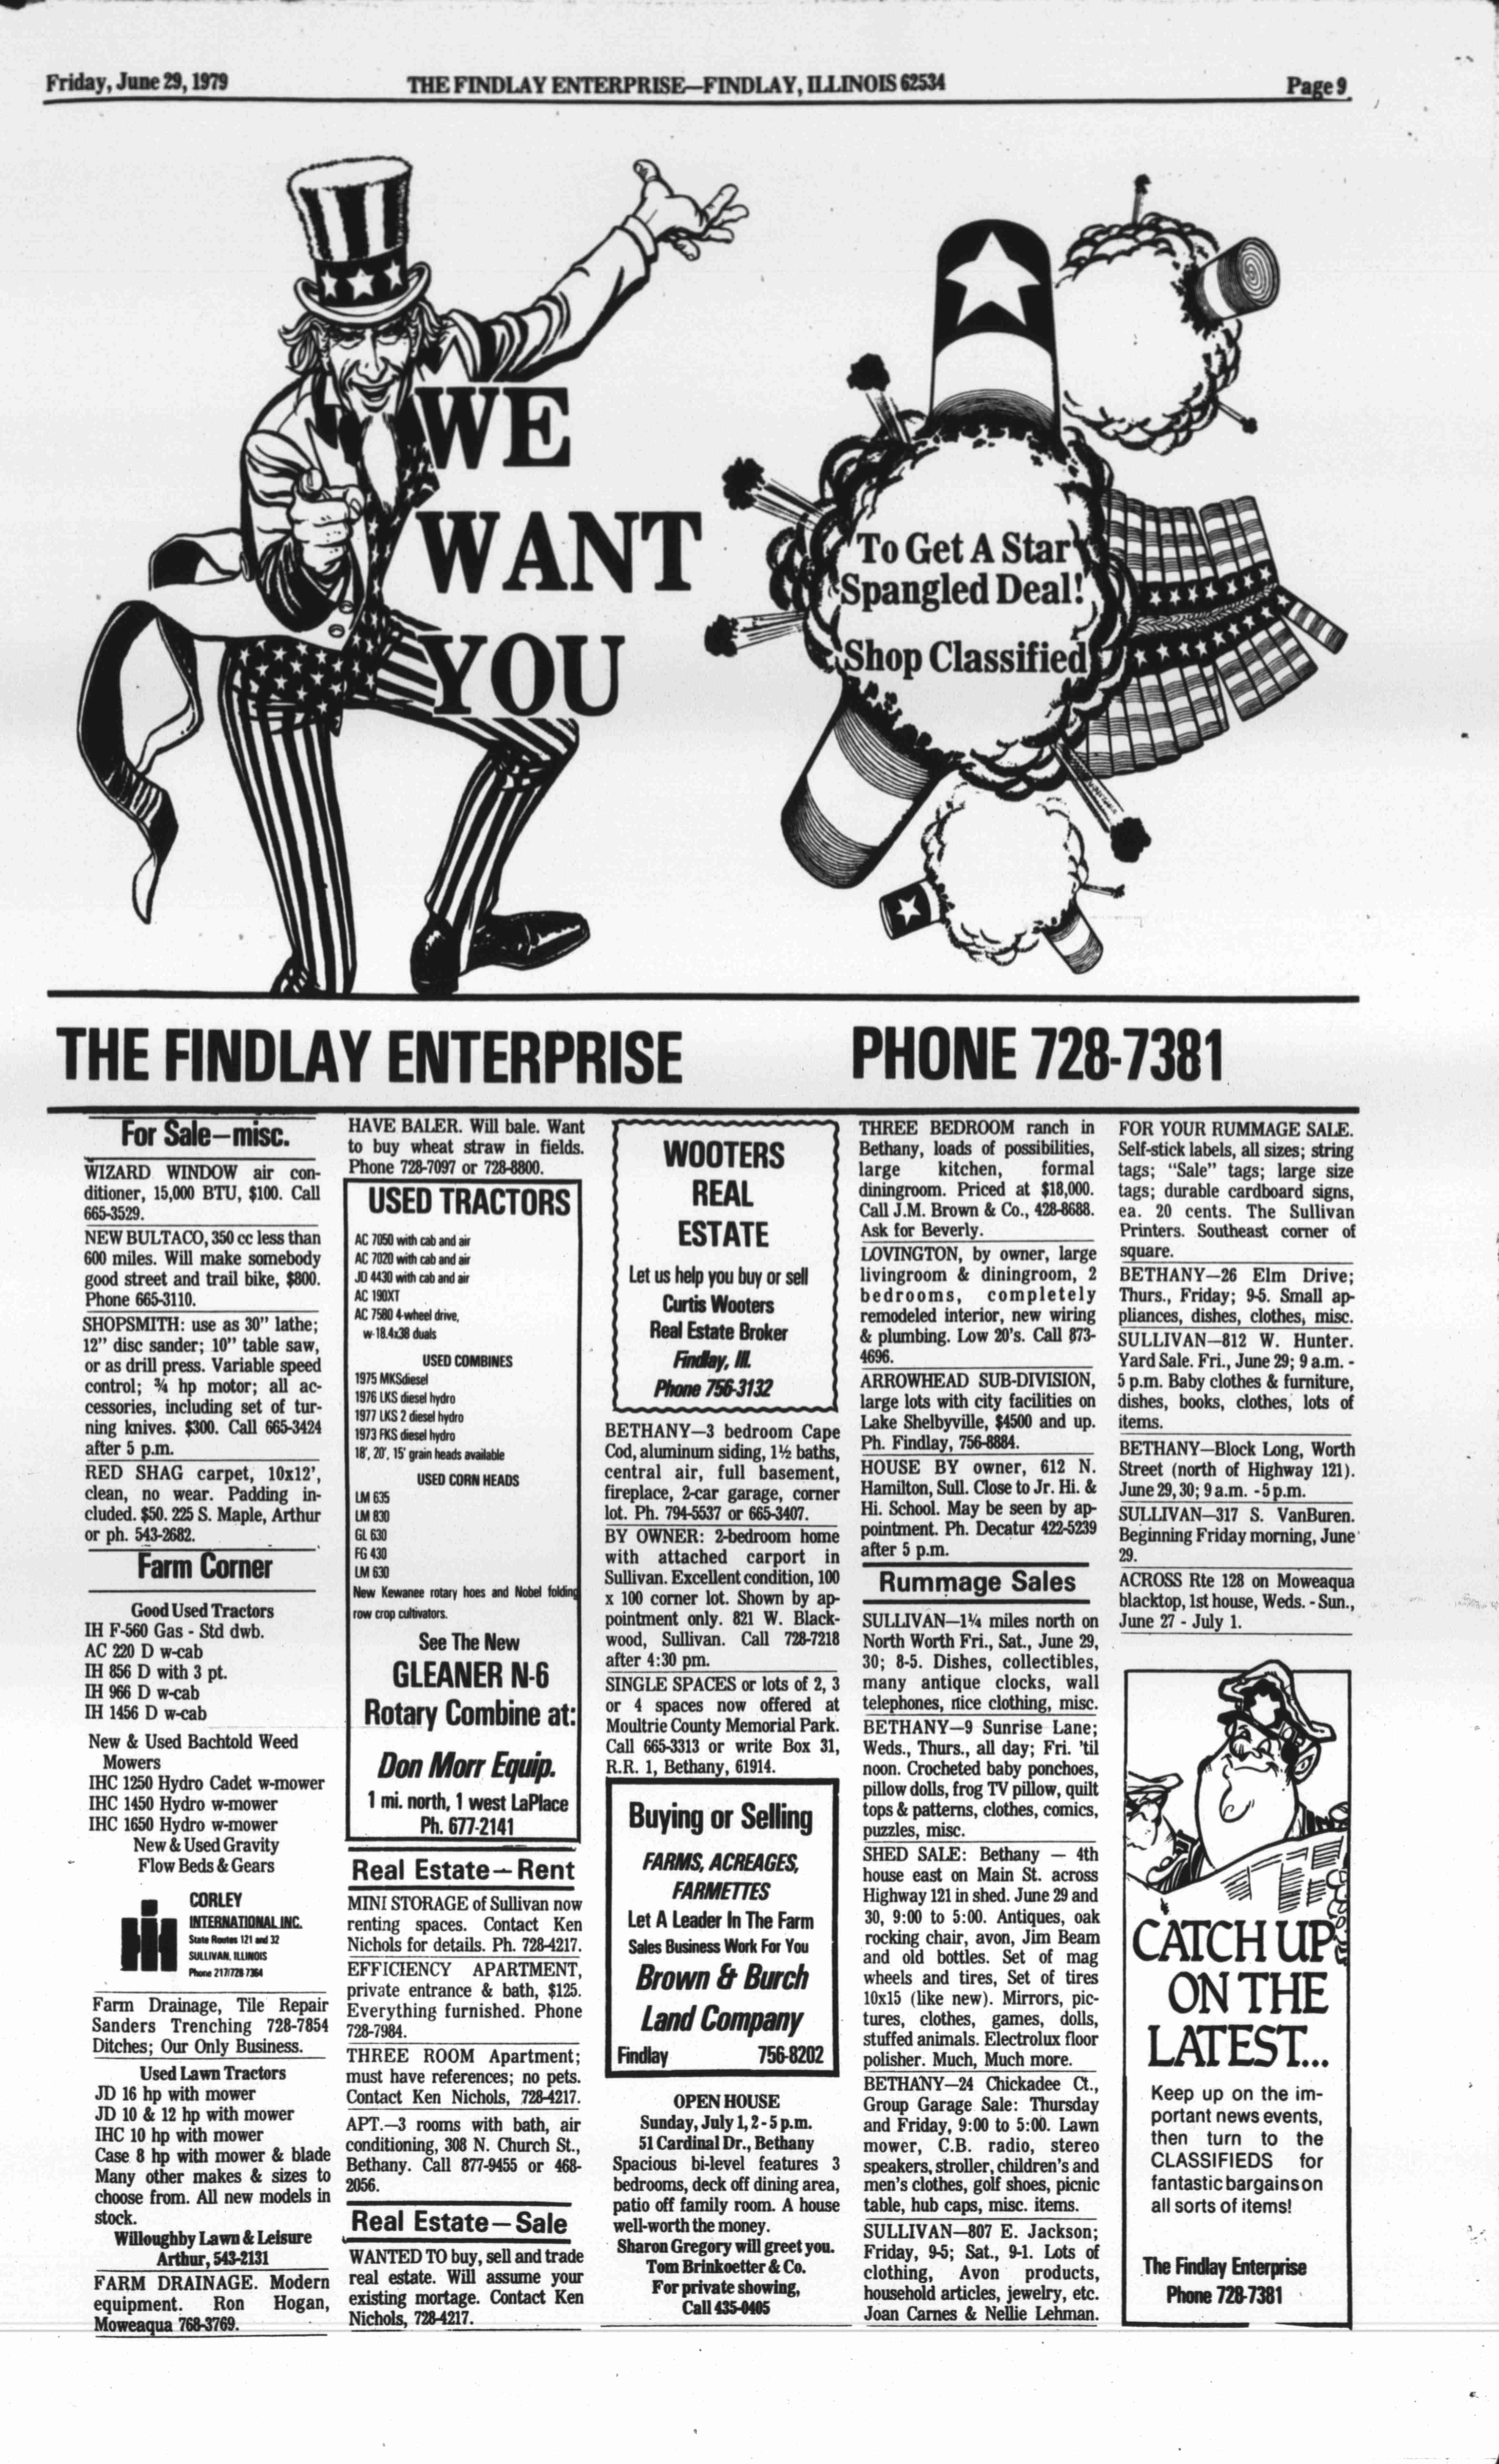 Friday, June 29, 1979
THE FINDLAY ENTERPRISE—FINDLAY, ILLINOIS 62534
Page 9
WE
WANT
YOU
To Get A Star
Spangled Deal!
Shop Classified
THE FINDLAY ENTERPRISE
PHONE 728-7381
For Sale—misc.
WIZARD WINDOW air con-
ditioner, 15,000 BTU, $100. Call
665-3529.
NEW BULTACO, 350 cc less than
600 miles. Will make somebody
good street and trail bike, $800.
Phone 665-3110.
SHOPSMITH: use as 30" lathe;
12" disc sander; 10" table saw,
or as drill press. Variable speed
control; ¾ hp motor; all ac-
cessories, including set of tur-
ning knives. $300. Call 665-3424
after 5 p.m.
RED SHAG carpet, 10x12',
clean, no wear. Padding in-
cluded. $50. 225 S. Maple, Arthur
or ph. 543-2682.
Farm Corner
Good Used Tractors
IH F-560 Gas - Std dwb.
AC 220 D w-cab
IH 856 D with 3 pt.
IH 966 D w-cab
IH 1456 D w-cab
New & Used Bachtold Weed
Mowers
IHC 1250 Hydro Cadet w-mower
IHC 1450 Hydro w-mower
IHC 1650 Hydro w-mower
New & Used Gravity
Flow Beds & Gears
CORLEY
INTERNATIONAL INC.
State Routes 121 and 32
SULLIVAN, ILLINOIS
Phone 217/728-7364
Farm Drainage, Tile Repair
Sanders Trenching 728-7854
Ditches; Our Only Business.
Used Lawn Tractors
JD 16 hp with mower
JD 10 & 12 hp with mower
IHC 10 hp with mower
Case 8 hp with mower & blade
Many other makes & sizes to
choose from. All new models in
stock.
Willoughby Lawn & Leisure
Arthur, 543-2131
FARM DRAINAGE. Modern
equipment. Ron Hogan,
Moweaqua 768-3769.
HAVE BALER. Will bale. Want
to buy wheat straw in fields.
Phone 728-7097 or 728-8800.
USED TRACTORS
AC 7050 with cab and air
AC 7020 with cab and air
JD 4430 with cab and air
AC 190XT
AC 7580 4-wheel drive,
w-18.4x38 duals
USED COMBINES
1975 MKSdiesel
1976 LKS diesel hydro
1977 LKS 2 diesel hydro
1973 FKS diesel hydro
18', 20', 15' grain heads available
USED CORN HEADS
LM 635
LM 830
GL 630
FG 430
LM 630
New Kewanee rotary hoes and Nobel folding
row crop cultivators.
See The New
GLEANER N-6
Rotary Combine at:
Don Morr Equip.
1 mi. north, 1 west LaPlace
Ph. 677-2141
Real Estate—Rent
MINI STORAGE of Sullivan now
renting spaces. Contact Ken
Nichols for details. Ph. 728-4217.
EFFICIENCY APARTMENT,
private entrance & bath, $125.
Everything furnished. Phone
728-7984.
THREE ROOM Apartment;
must have references; no pets.
Contact Ken Nichols, 728-4217.
APT.—3 rooms with bath, air
conditioning, 308 N. Church St.,
Bethany. Call 877-9455 or 468-
2056.
Real Estate—Sale
WANTED TO buy, sell and trade
real estate. Will assume your
existing mortage. Contact Ken
Nichols, 728-4217.
WOOTERS
REAL
ESTATE
Let us help you buy or sell
Curtis Wooters
Real Estate Broker
Findlay, Ill.
Phone 756-3132
BETHANY—3 bedroom Cape
Cod, aluminum siding, 1½ baths,
central air, full basement,
fireplace, 2-car garage, corner
lot. Ph. 794-5537 or 665-3407.
BY OWNER: 2-bedroom home
with attached carport in
Sullivan. Excellent condition, 100
x 100 corner lot. Shown by ap-
pointment only. 821 W. Black-
wood, Sullivan. Call 728-7218
after 4:30 pm.
SINGLE SPACES or lots of 2, 3
or 4 spaces now offered at
Moultrie County Memorial Park.
Call 665-3313 or write Box 31,
R.R. 1, Bethany, 61914.
Buying or Selling
FARMS, ACREAGES,
FARMETTES
Let A Leader In The Farm
Sales Business Work For You
Brown & Burch
Land Company
Findlay 756-8202
OPEN HOUSE
Sunday, July 1, 2 - 5 p.m.
51 Cardinal Dr., Bethany
Spacious bi-level features 3
bedrooms, deck off dining area,
patio off family room. A house
well-worth the money.
Sharon Gregory will greet you.
Tom Brinkoetter & Co.
For private showing,
Call 435-0405
THREE BEDROOM ranch in
Bethany, loads of possibilities,
large kitchen, formal
diningroom. Priced at $18,000.
Call J.M. Brown & Co., 428-8688.
Ask for Beverly.
LOVINGTON, by owner, large
livingroom & diningroom, 2
bedrooms, completely
remodeled interior, new wiring
& plumbing. Low 20's. Call 873-
4696.
ARROWHEAD SUB-DIVISION,
large lots with city facilities on
Lake Shelbyville, $4500 and up.
Ph. Findlay, 756-8884.
HOUSE BY owner, 612 N.
Hamilton, Sull. Close to Jr. Hi. &
Hi. School. May be seen by ap-
pointment. Ph. Decatur 422-5239
after 5 p.m.
Rummage Sales
SULLIVAN—1¼ miles north on
North Worth Fri., Sat., June 29,
30; 8-5. Dishes, collectibles,
many antique clocks, wall
telephones, nice clothing, misc.
BETHANY—9 Sunrise Lane;
Weds., Thurs., all day; Fri. 'til
noon. Crocheted baby ponchoes,
pillow dolls, frog TV pillow, quilt
tops & patterns, clothes, comics,
puzzles, misc.
SHED SALE: Bethany — 4th
house east on Main St. across
Highway 121 in shed. June 29 and
30, 9:00 to 5:00. Antiques, oak
rocking chair, avon, Jim Beam
and old bottles. Set of mag
wheels and tires, Set of tires
10x15 (like new). Mirrors, pic-
tures, clothes, games, dolls,
stuffed animals. Electrolux floor
polisher. Much, Much more.
BETHANY—24 Chickadee Ct.,
Group Garage Sale: Thursday
and Friday, 9:00 to 5:00. Lawn
mower, C.B. radio, stereo
speakers, stroller, children's and
men's clothes, golf shoes, picnic
table, hub caps, misc. items.
SULLIVAN—807 E. Jackson;
Friday, 9-5; Sat., 9-1. Lots of
clothing, Avon products,
household articles, jewelry, etc.
Joan Carnes & Nellie Lehman.
FOR YOUR RUMMAGE SALE.
Self-stick labels, all sizes; string
tags; "Sale" tags; large size
tags; durable cardboard signs,
ea. 20 cents. The Sullivan
Printers. Southeast corner of
square.
BETHANY—26 Elm Drive;
Thurs., Friday; 9-5. Small ap-
pliances, dishes, clothes, misc.
SULLIVAN—812 W. Hunter.
Yard Sale. Fri., June 29; 9 a.m. -
5 p.m. Baby clothes & furniture,
dishes, books, clothes, lots of
items.
BETHANY—Block Long, Worth
Street (north of Highway 121).
June 29, 30; 9 a.m. - 5 p.m.
SULLIVAN—317 S. VanBuren.
Beginning Friday morning, June
29.
ACROSS Rte 128 on Moweaqua
blacktop, 1st house, Weds. - Sun.,
June 27 - July 1.
CATCH UP
ON THE
LATEST...
Keep up on the im-
portant news events,
then turn to the
CLASSIFIEDS for
fantastic bargains on
all sorts of items!
The Findlay Enterprise
Phone 728-7381